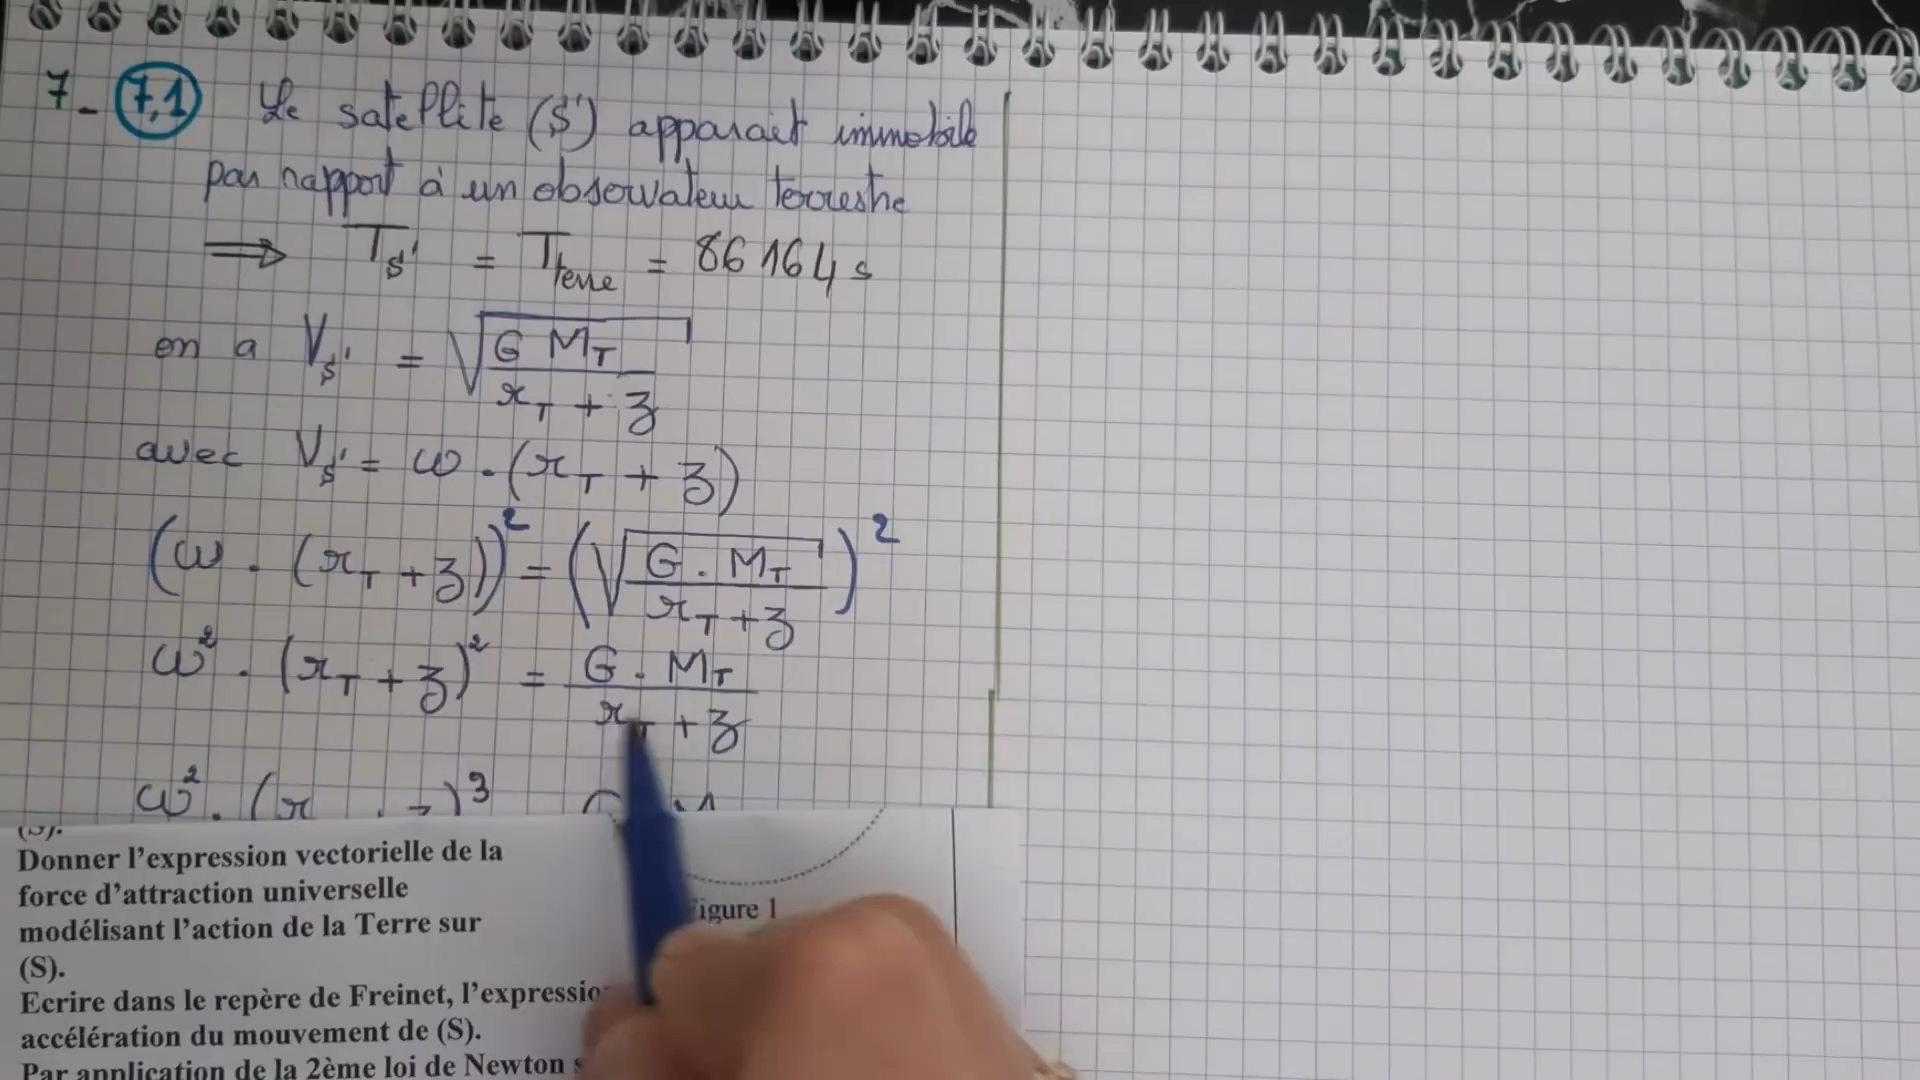 7 - 7,1 Le satellite (S') apparait immobile
par rapport à un observateur terrestre
⟹ T_S' = T_Terre = 86 164 s
on a V_S' = √(G M_T / (r_T + z))
avec V_S' = ω . (r_T + z)
(ω . (r_T + z))² = (√(G . M_T / (r_T + z)))²
ω² . (r_T + z)² = G . M_T / (r_T + z)
(S).
Donner l'expression vectorielle de la
force d'attraction universelle
modélisant l'action de la Terre sur
(S).
Figure 1
Ecrire dans le repère de Freinet, l'expression
accélération du mouvement de (S).
Par application de la 2ème loi de Newton